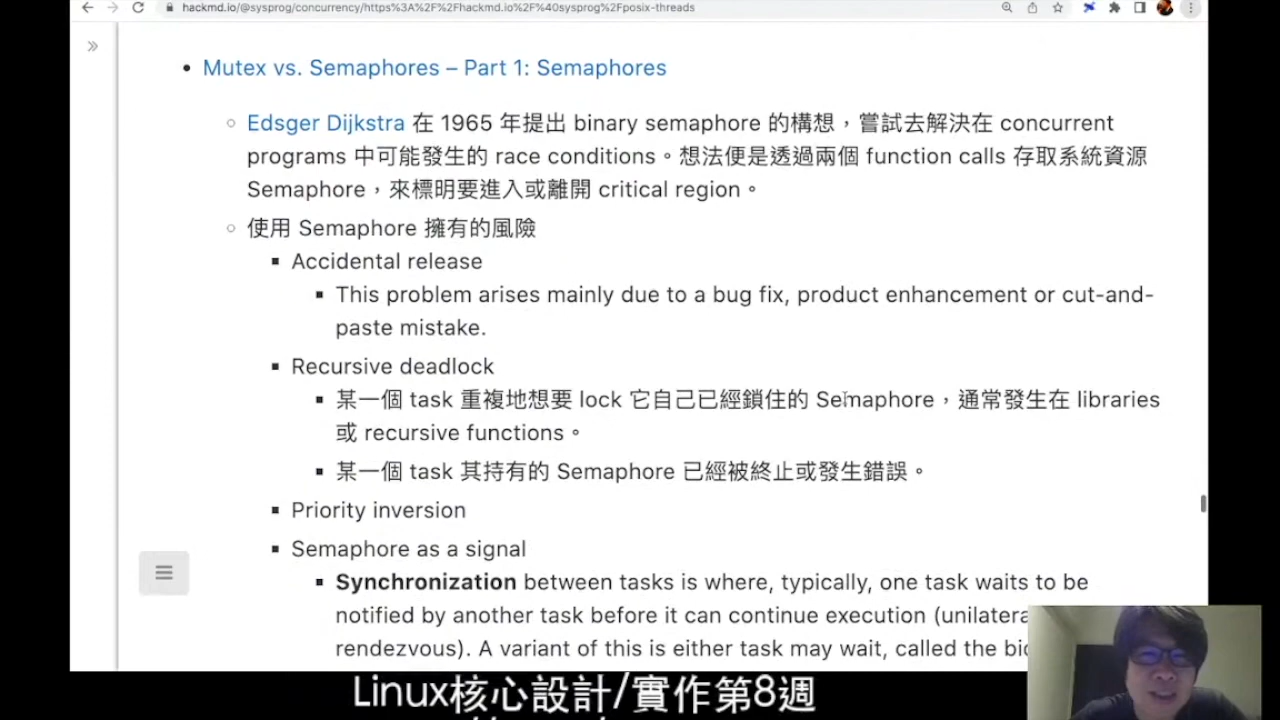 hackmd.io/@sysprog/concurrency/https%3A%2F%2Fhackmd.io%2F%40sysprog%2Fposix-threads
Mutex vs. Semaphores – Part 1: Semaphores
Edsger Dijkstra 在 1965 年提出 binary semaphore 的構想，嘗試去解決在 concurrent
programs 中可能發生的 race conditions。想法便是透過兩個 function calls 存取系統資源
Semaphore，來標明要進入或離開 critical region。
使用 Semaphore 擁有的風險
Accidental release
This problem arises mainly due to a bug fix, product enhancement or cut-and-
paste mistake.
Recursive deadlock
某一個 task 重複地想要 lock 它自己已經鎖住的 Semaphore，通常發生在 libraries
或 recursive functions。
某一個 task 其持有的 Semaphore 已經被終止或發生錯誤。
Priority inversion
Semaphore as a signal
Synchronization between tasks is where, typically, one task waits to be
notified by another task before it can continue execution (unilatera
rendezvous). A variant of this is either task may wait, called the
Linux核心設計/實作第8週